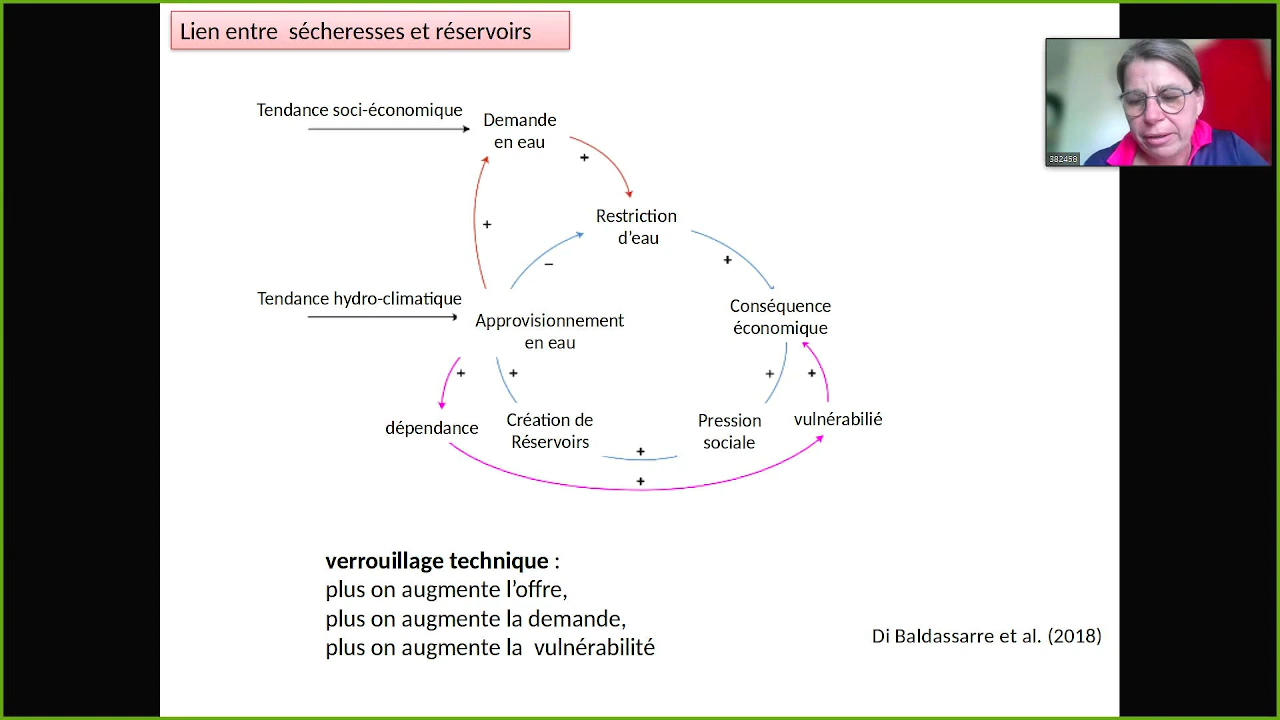 Lien entre  sécheresses et réservoirs
Tendance soci-économique
Demande
en eau
+
+
Restriction
d'eau
–
+
Tendance hydro-climatique
Approvisionnement
en eau
Conséquence
économique
+
+
+
+
dépendance
Création de
Réservoirs
Pression
sociale
vulnérabilié
+
+
verrouillage technique :
plus on augmente l'offre,
plus on augmente la demande,
plus on augmente la  vulnérabilité
Di Baldassarre et al. (2018)
382458